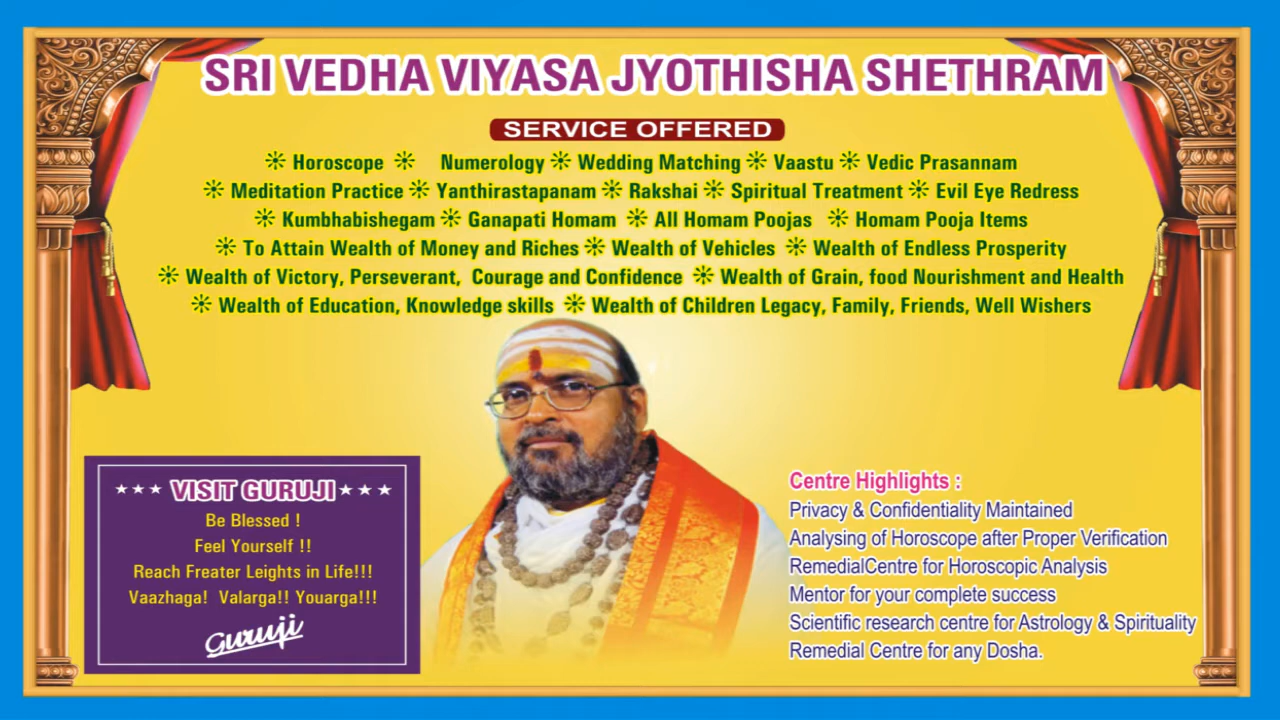 SRI VEDHA VIYASA JYOTHISHA SHETHRAM
SERVICE OFFERED
☼ Horoscope ☼ Numerology ☼ Wedding Matching ☼ Vaastu ☼ Vedic Prasannam
☼ Meditation Practice ☼ Yanthirastapanam ☼ Rakshai ☼ Spiritual Treatment ☼ Evil Eye Redress
☼ Kumbhabishegam ☼ Ganapati Homam ☼ All Homam Poojas ☼ Homam Pooja Items
☼ To Attain Wealth of Money and Riches ☼ Wealth of Vehicles ☼ Wealth of Endless Prosperity
☼ Wealth of Victory, Perseverant, Courage and Confidence ☼ Wealth of Grain, food Nourishment and Health
☼ Wealth of Education, Knowledge skills ☼ Wealth of Children Legacy, Family, Friends, Well Wishers
★★★ VISIT GURUJI ★★★
Be Blessed !
Feel Yourself !!
Reach Freater Leights in Life!!!
Vaazhaga! Valarga!! Youarga!!!
Guruji
Centre Highlights :
Privacy & Confidentiality Maintained
Analysing of Horoscope after Proper Verification
RemedialCentre for Horoscopic Analysis
Mentor for your complete success
Scientific research centre for Astrology & Spirituality
Remedial Centre for any Dosha.